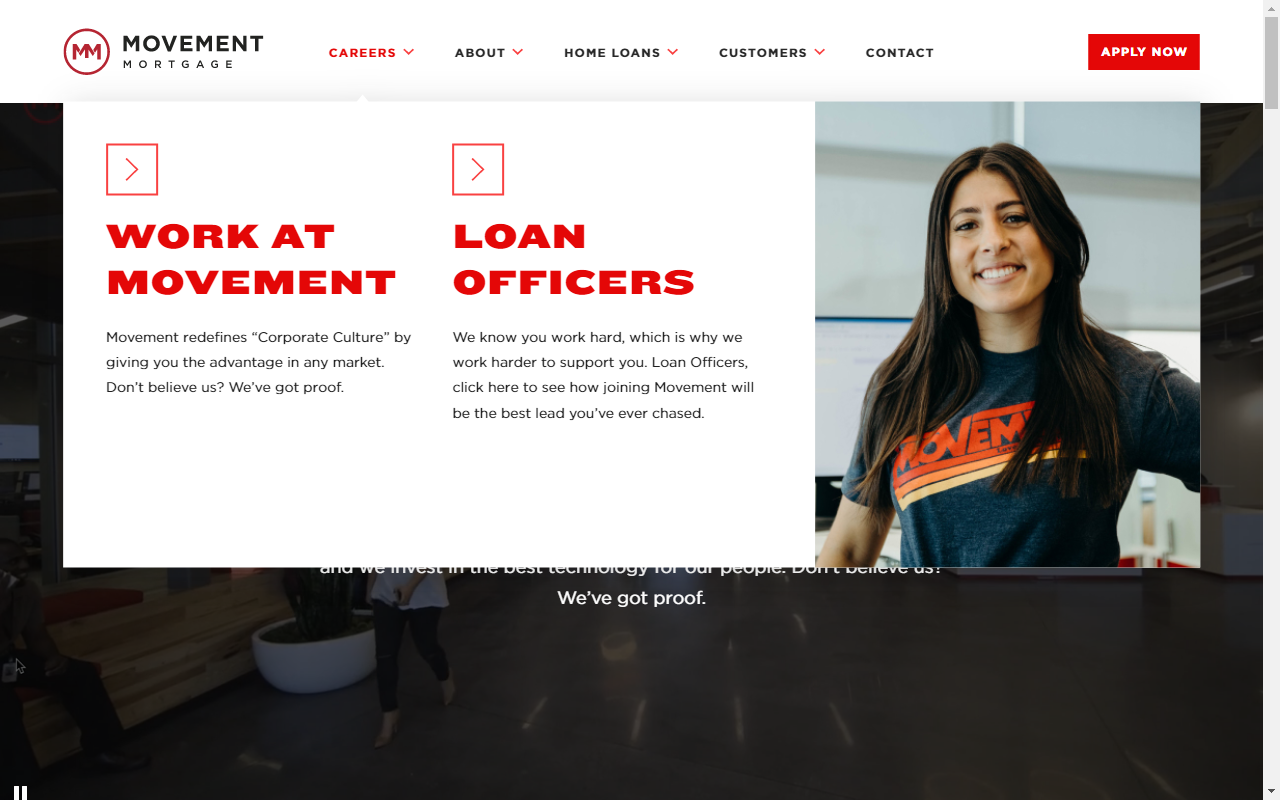 MOVEMENT
MORTGAGE
CAREERS
ABOUT
HOME LOANS
CUSTOMERS
CONTACT
APPLY NOW
WORK AT
MOVEMENT
Movement redefines “Corporate Culture” by
giving you the advantage in any market.
Don’t believe us? We’ve got proof.
LOAN
OFFICERS
We know you work hard, which is why we
work harder to support you. Loan Officers,
click here to see how joining Movement will
be the best lead you’ve ever chased.
and we invest in the best technology for our people. Don’t believe us?
We’ve got proof.